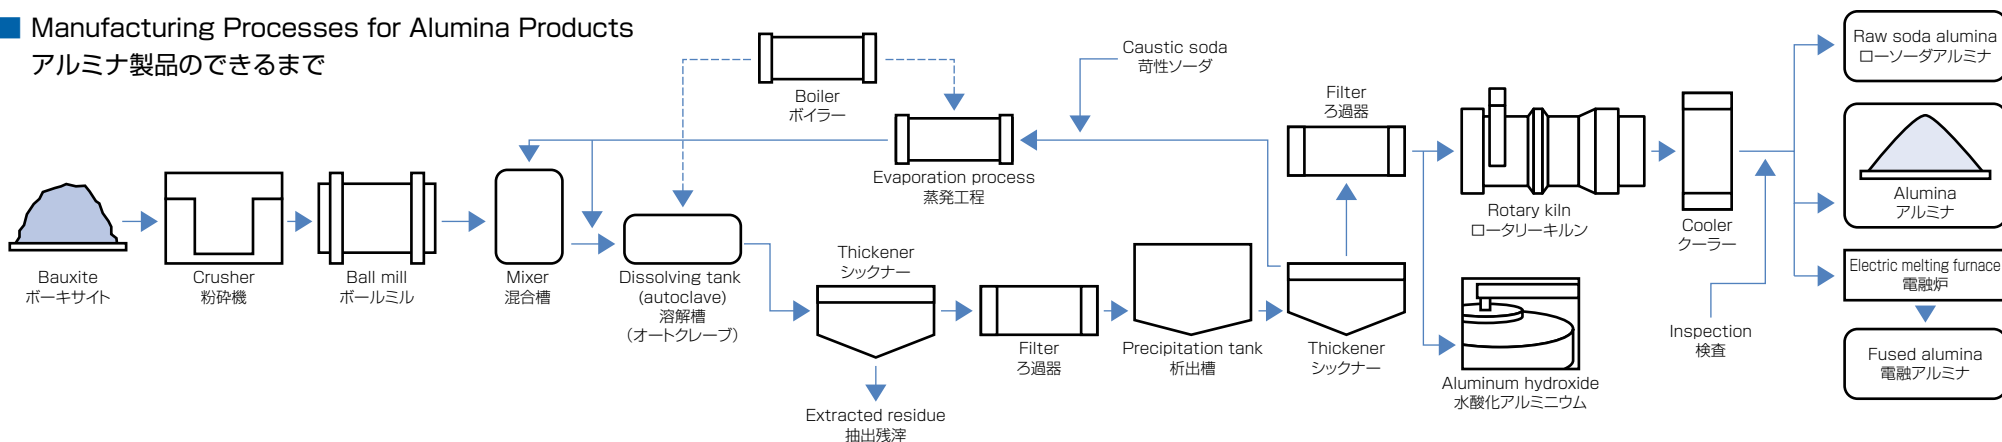 Manufacturing Processes for Alumina Products
アルミナ製品のできるまで
Bauxite
ボーキサイト
Crusher
粉砕機
Ball mill
ボールミル
Mixer
混合槽
Boiler
ボイラー
Dissolving tank
(autoclave)
溶解槽
(オートクレーブ)
Evaporation process
蒸発工程
Caustic soda
苛性ソーダ
Thickener
シックナー
Extracted residue
抽出残滓
Filter
ろ過器
Precipitation tank
析出槽
Thickener
シックナー
Filter
ろ過器
Rotary kiln
ロータリーキルン
Aluminum hydroxide
水酸化アルミニウム
Cooler
クーラー
Inspection
検査
Raw soda alumina
ローソーダアルミナ
Alumina
アルミナ
Electric melting furnace
電融炉
Fused alumina
電融アルミナ